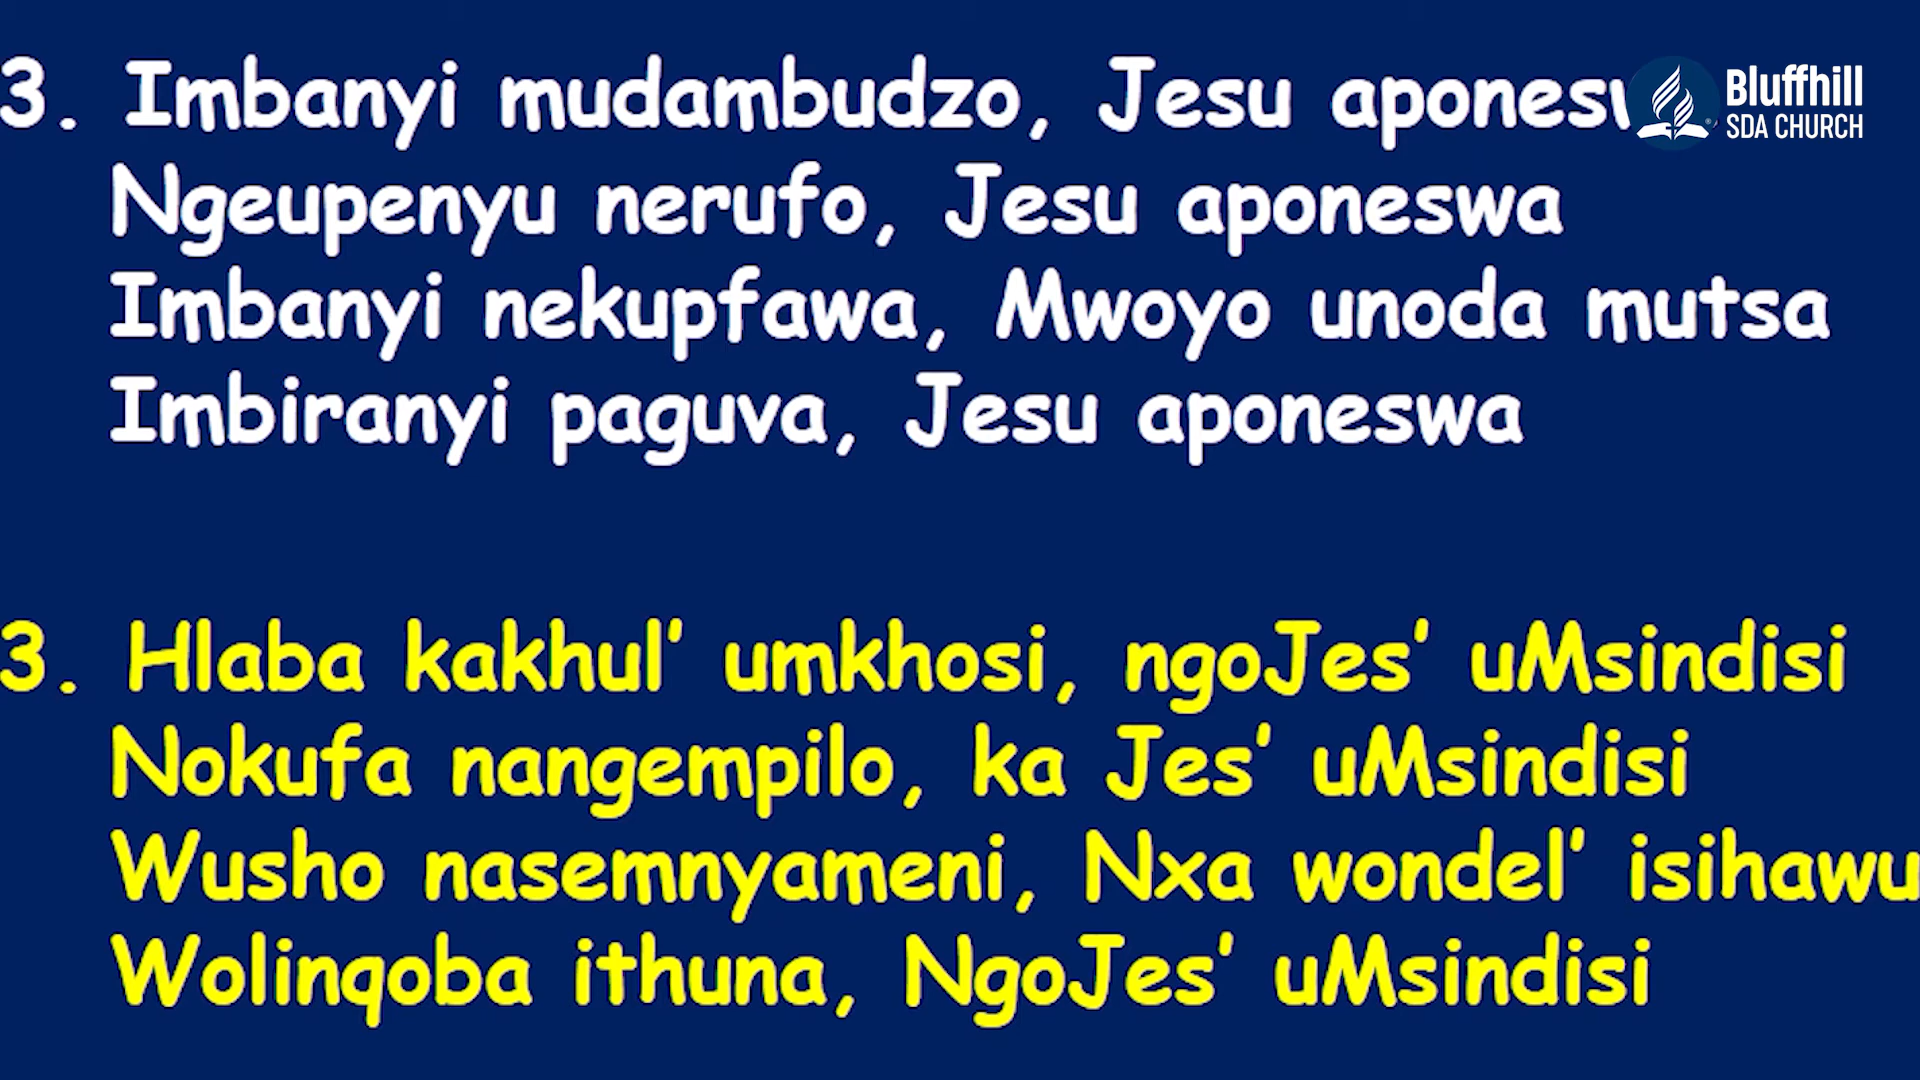 3. Imbanyi mudambudzo, Jesu
Bluffhill
SDA CHURCH
Ngeupenyu nerufo, Jesu aponeswa
Imbanyi nekupfawa, Mwoyo unoda mutsa
Imbiranyi paguva, Jesu aponeswa
3. Hlaba kakhul’ umkhosi, ngoJes’ uMsindisi
Nokufa nangempilo, ka Jes’ uMsindisi
Wusho nasemnyameni, Nxa wondel’ isihawu
Wolinqoba ithuna, NgoJes’ uMsindisi